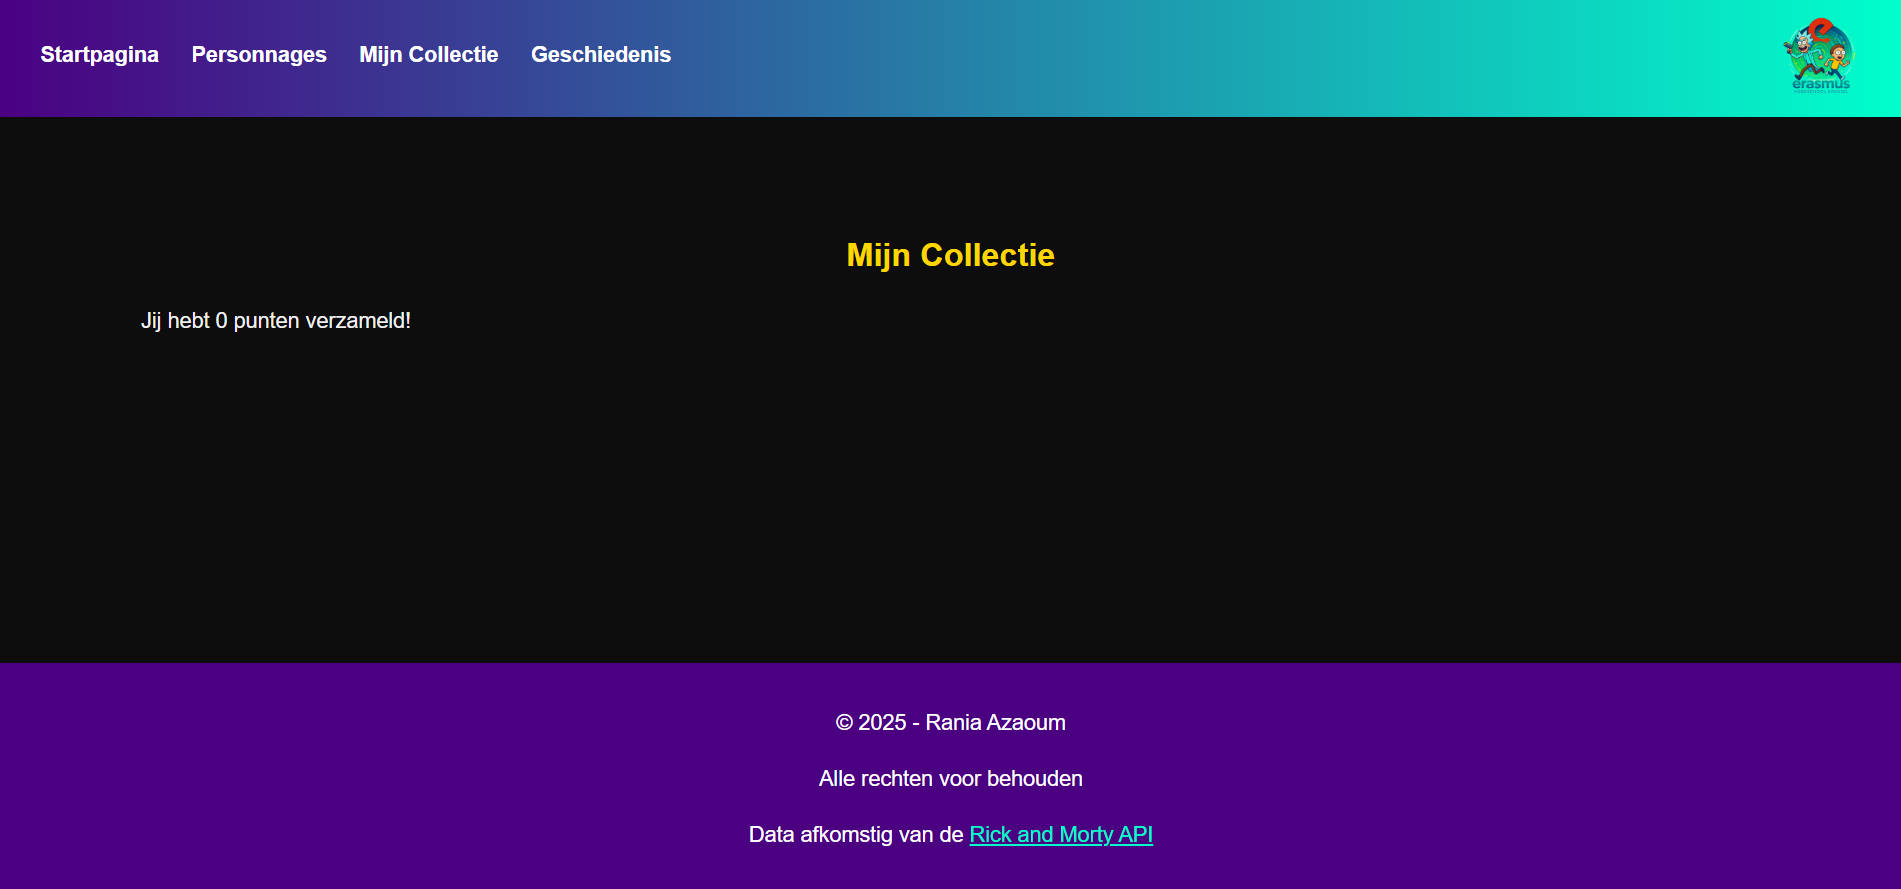 Startpagina Personnages Mijn Collectie Geschiedenis
e
erasmus
Mijn Collectie
Jij hebt 0 punten verzameld!
© 2025 - Rania Azaoum
Alle rechten voor behouden
Data afkomstig van de Rick and Morty API